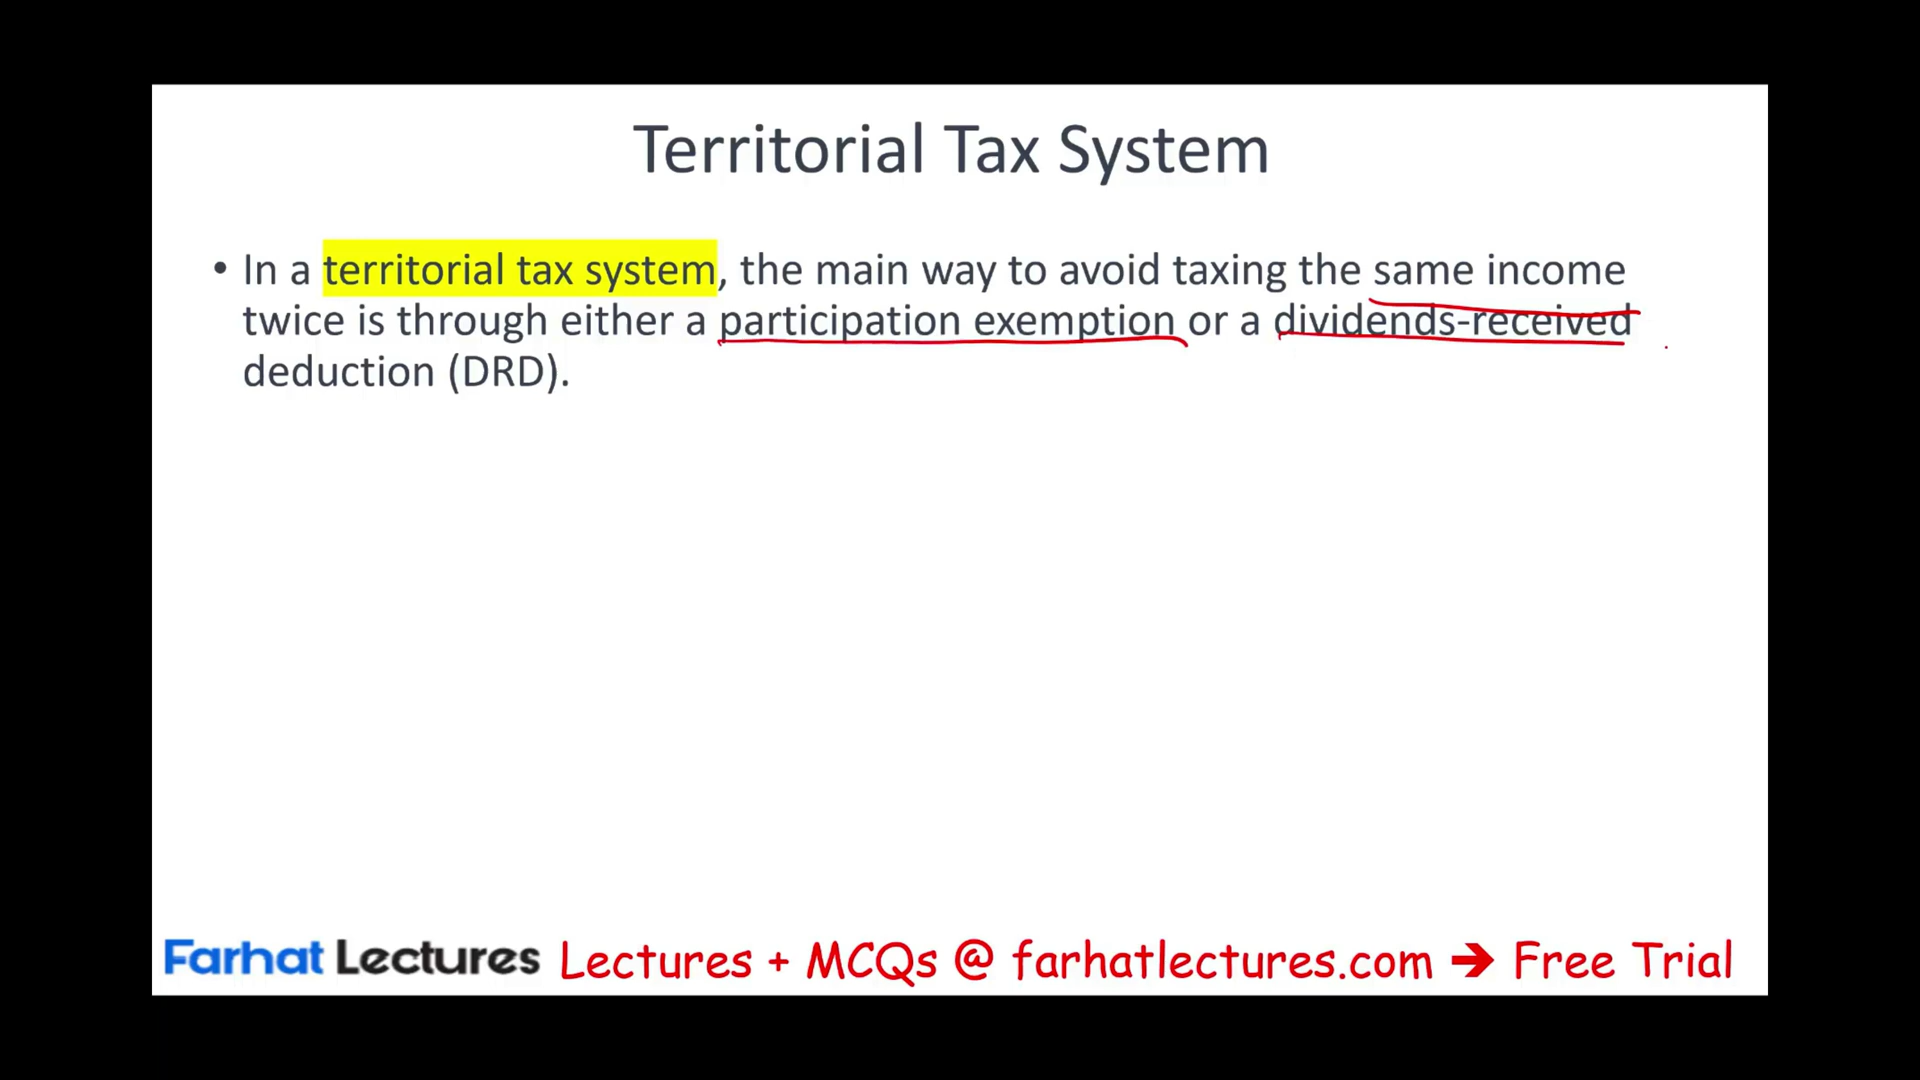 Territorial Tax System
• In a territorial tax system, the main way to avoid taxing the same income
twice is through either a participation exemption or a dividends-received
deduction (DRD).
Farhat Lectures Lectures + MCQs @ farhatlectures.com ➔ Free Trial